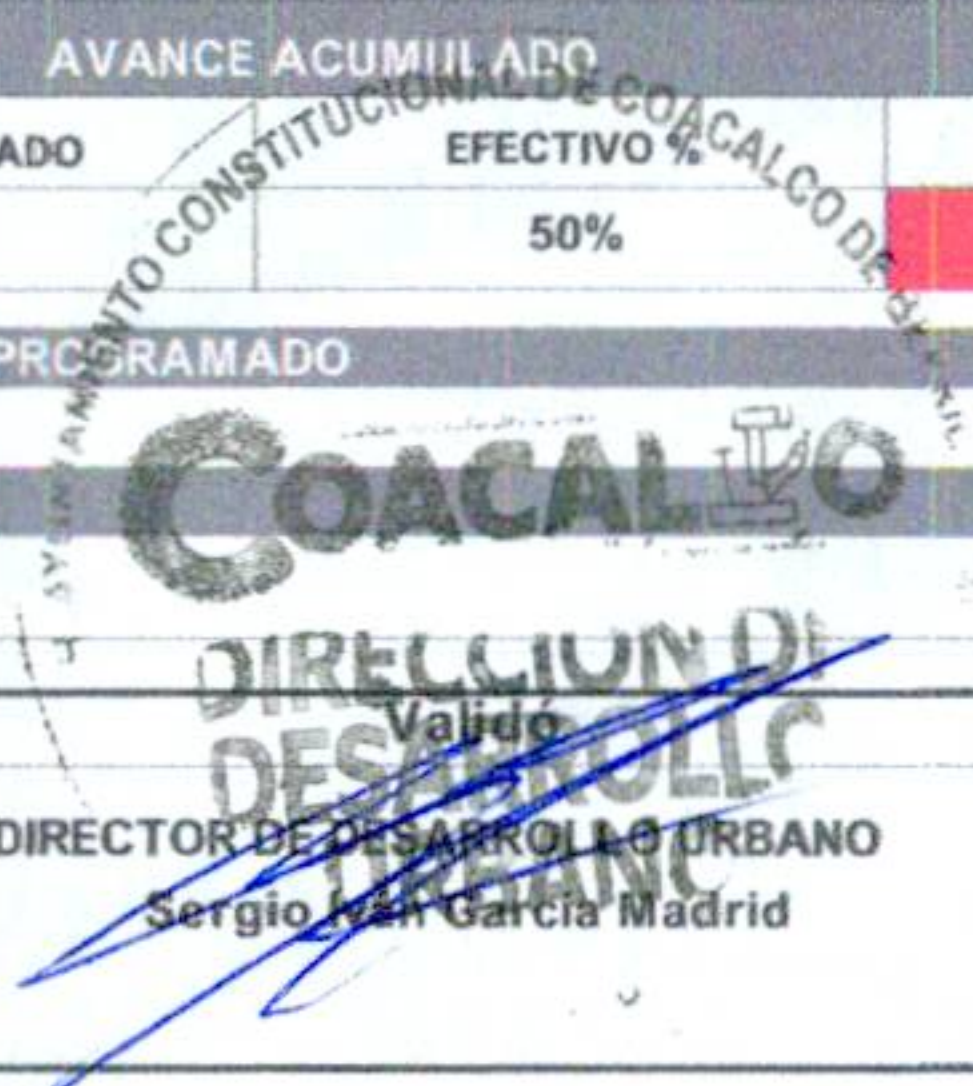 AVANCE ACUMULADO
ADO
EFECTIVO %
50%
PROGRAMADO
AYUNTAMIENTO CONSTITUCIONAL DE COACALCO DE
COACALCO
DIRECCIÓN DE
DESARROLLO
URBANO
Validó
DIRECTOR DE DESARROLLO URBANO
Sergio Iván García Madrid